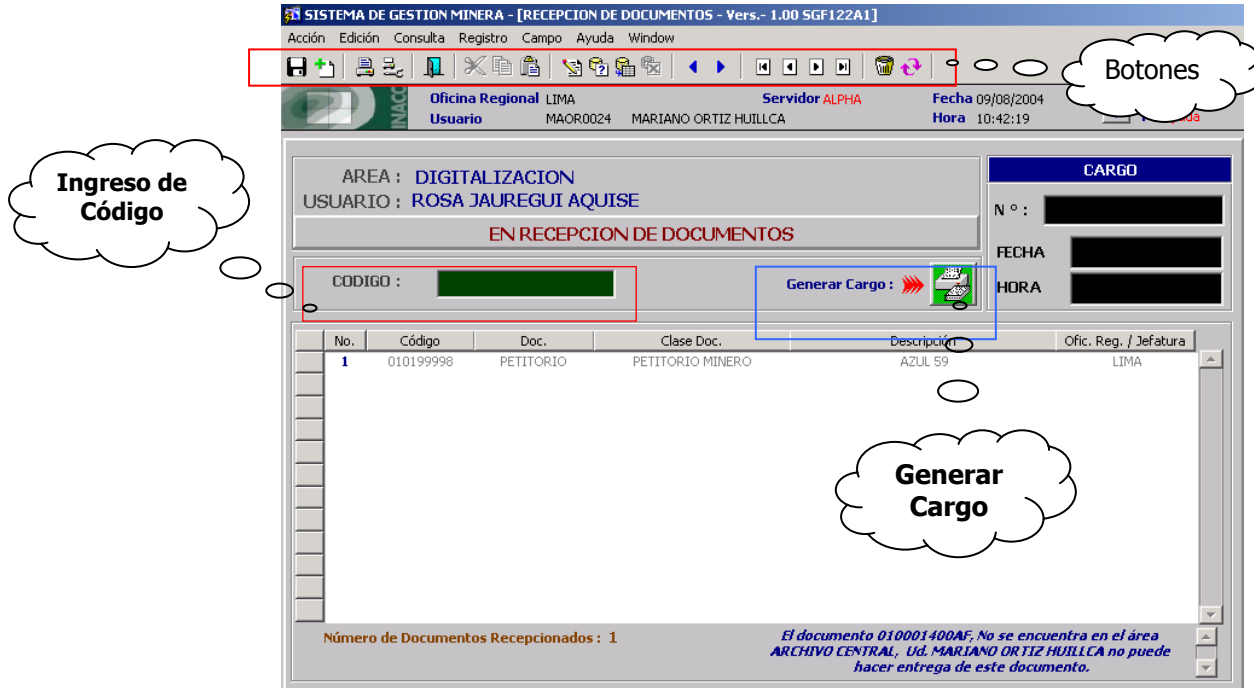 SISTEMA DE GESTION MINERA - [RECEPCION DE DOCUMENTOS - Vers.- 1.00 SGF122A1]
Acción Edición Consulta Registro Campo Ayuda Window
Botones
INACC
Oficina Regional LIMA Servidor ALPHA Fecha 09/08/2004
Usuario MAOR0024 MARIANO ORTIZ HUILLCA Hora 10:42:19
Ingreso de
Código
AREA : DIGITALIZACION
USUARIO : ROSA JAUREGUI AQUISE
EN RECEPCION DE DOCUMENTOS
CARGO
N º :
FECHA
HORA
CODIGO :
Generar Cargo :
No. Código Doc. Clase Doc. Descripción Ofic. Reg. / Jefatura
1 010199998 PETITORIO PETITORIO MINERO AZUL 59 LIMA
Generar
Cargo
Número de Documentos Recepcionados : 1
El documento 010001400AF, No se encuentra en el área
ARCHIVO CENTRAL, Ud. MARIANO ORTIZ HUILLCA no puede
hacer entrega de este documento.